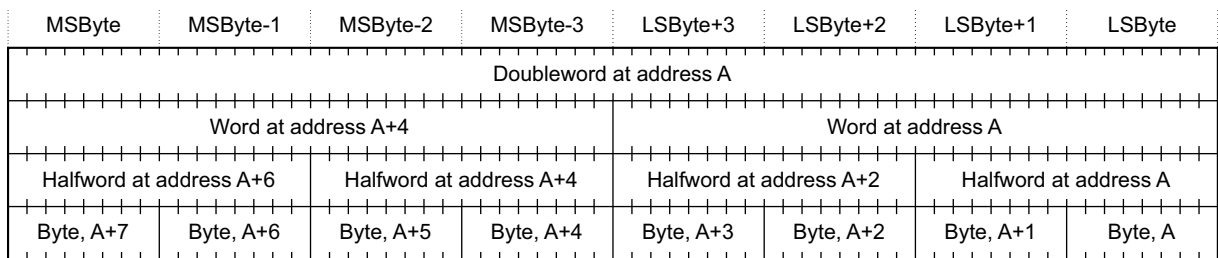 MSByte MSByte-1 MSByte-2 MSByte-3 LSByte+3 LSByte+2 LSByte+1 LSByte
Doubleword at address A
Word at address A+4 Word at address A
Halfword at address A+6 Halfword at address A+4 Halfword at address A+2 Halfword at address A
Byte, A+7 Byte, A+6 Byte, A+5 Byte, A+4 Byte, A+3 Byte, A+2 Byte, A+1 Byte, A